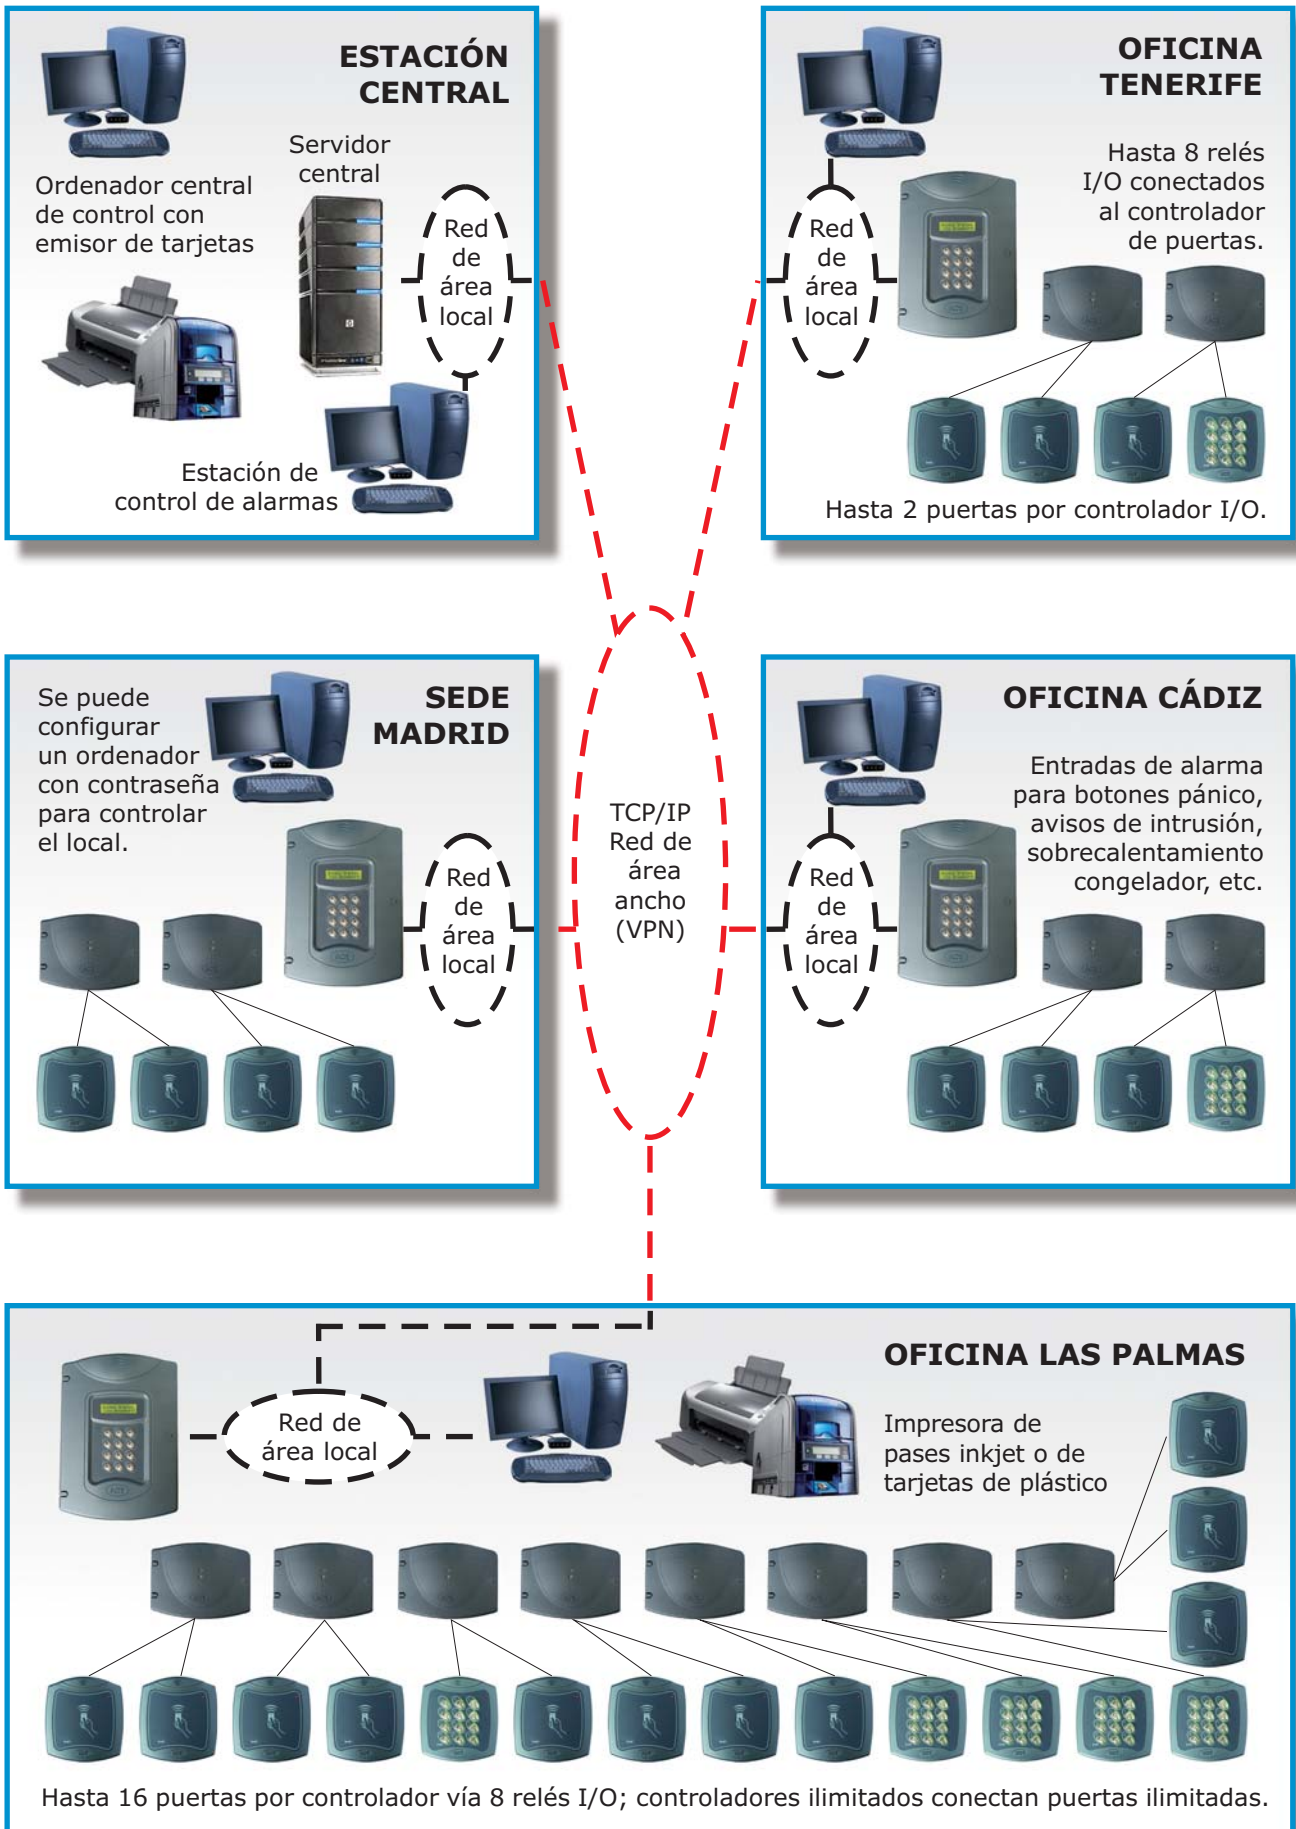 ESTACIÓN
CENTRAL
Servidor
central
Ordenador central
de control con
emisor de tarjetas
Red
de
área
local
Estación de
control de alarmas
OFICINA
TENERIFE
Hasta 8 relés
I/O conectados
al controlador
de puertas.
Red
de
área
local
Hasta 2 puertas por controlador I/O.
Se puede
configurar
un ordenador
con contraseña
para controlar
el local.
SEDE
MADRID
Red
de
área
local
TCP/IP
Red de
área
ancho
(VPN)
OFICINA CÁDIZ
Entradas de alarma
para botones pánico,
avisos de intrusión,
sobrecalentamiento
congelador, etc.
Red
de
área
local
OFICINA LAS PALMAS
Red de
área local
Impresora de
pases inkjet o de
tarjetas de plástico
Hasta 16 puertas por controlador vía 8 relés I/O; controladores ilimitados conectan puertas ilimitadas.